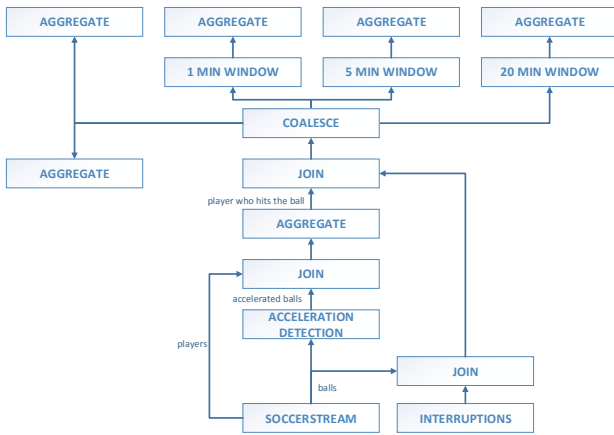 AGGREGATE
AGGREGATE
AGGREGATE
AGGREGATE
1 MIN WINDOW
5 MIN WINDOW
20 MIN WINDOW
COALESCE
AGGREGATE
JOIN
player who hits the ball
AGGREGATE
JOIN
accelerated balls
ACCELERATION
DETECTION
players
JOIN
balls
SOCCERSTREAM
INTERRUPTIONS